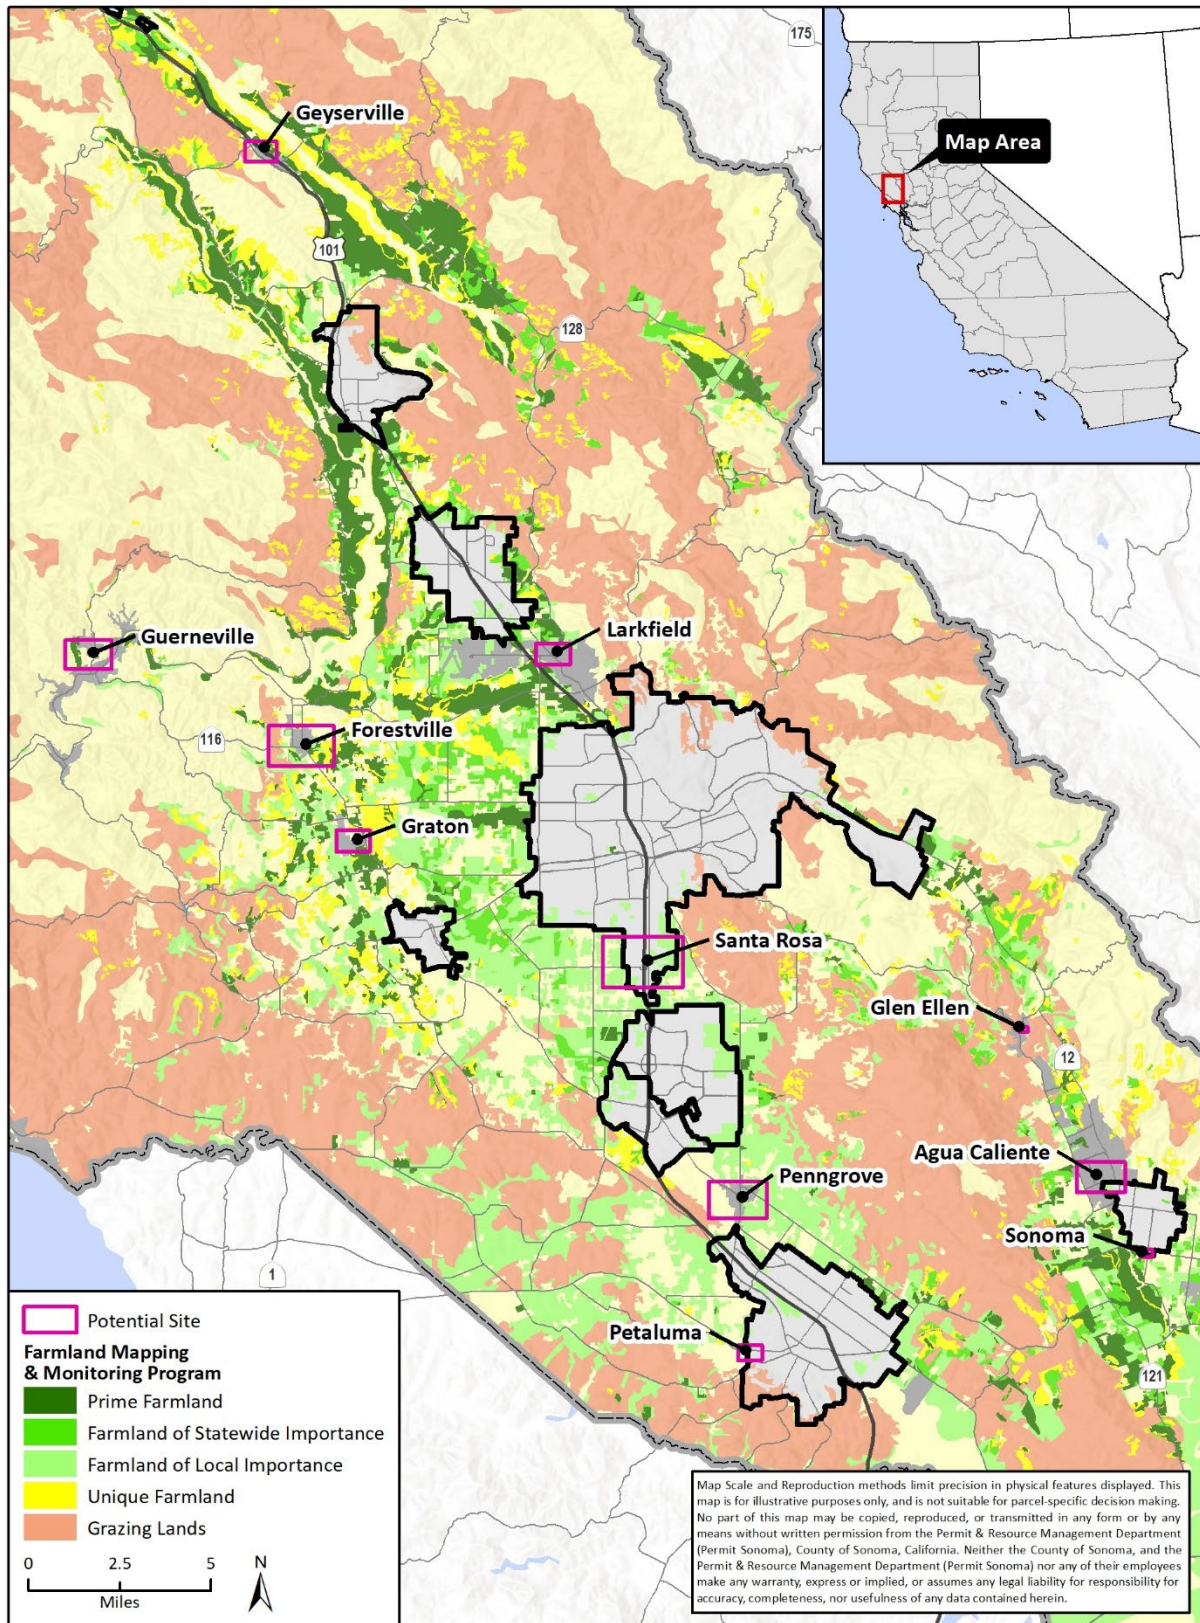 175
Geyserville
Map Area
101
128
Guerneville
Larkfield
Forestville
116
Graton
Santa Rosa
Glen Ellen
12
Agua Caliente
Penngrove
Sonoma
1
Petaluma
121
Potential Site
Farmland Mapping
& Monitoring Program
Prime Farmland
Farmland of Statewide Importance
Farmland of Local Importance
Unique Farmland
Grazing Lands
0 2.5 5
Miles
N
Map Scale and Reproduction methods limit precision in physical features displayed. This
map is for illustrative purposes only, and is not suitable for parcel-specific decision making.
No part of this map may be copied, reproduced, or transmitted in any form or by any
means without written permission from the Permit & Resource Management Department
(Permit Sonoma), County of Sonoma, California. Neither the County of Sonoma, and the
Permit & Resource Management Department (Permit Sonoma) nor any of their employees
make any warranty, express or implied, or assumes any legal liability for responsibility for
accuracy, completeness, nor usefulness of any data contained herein.